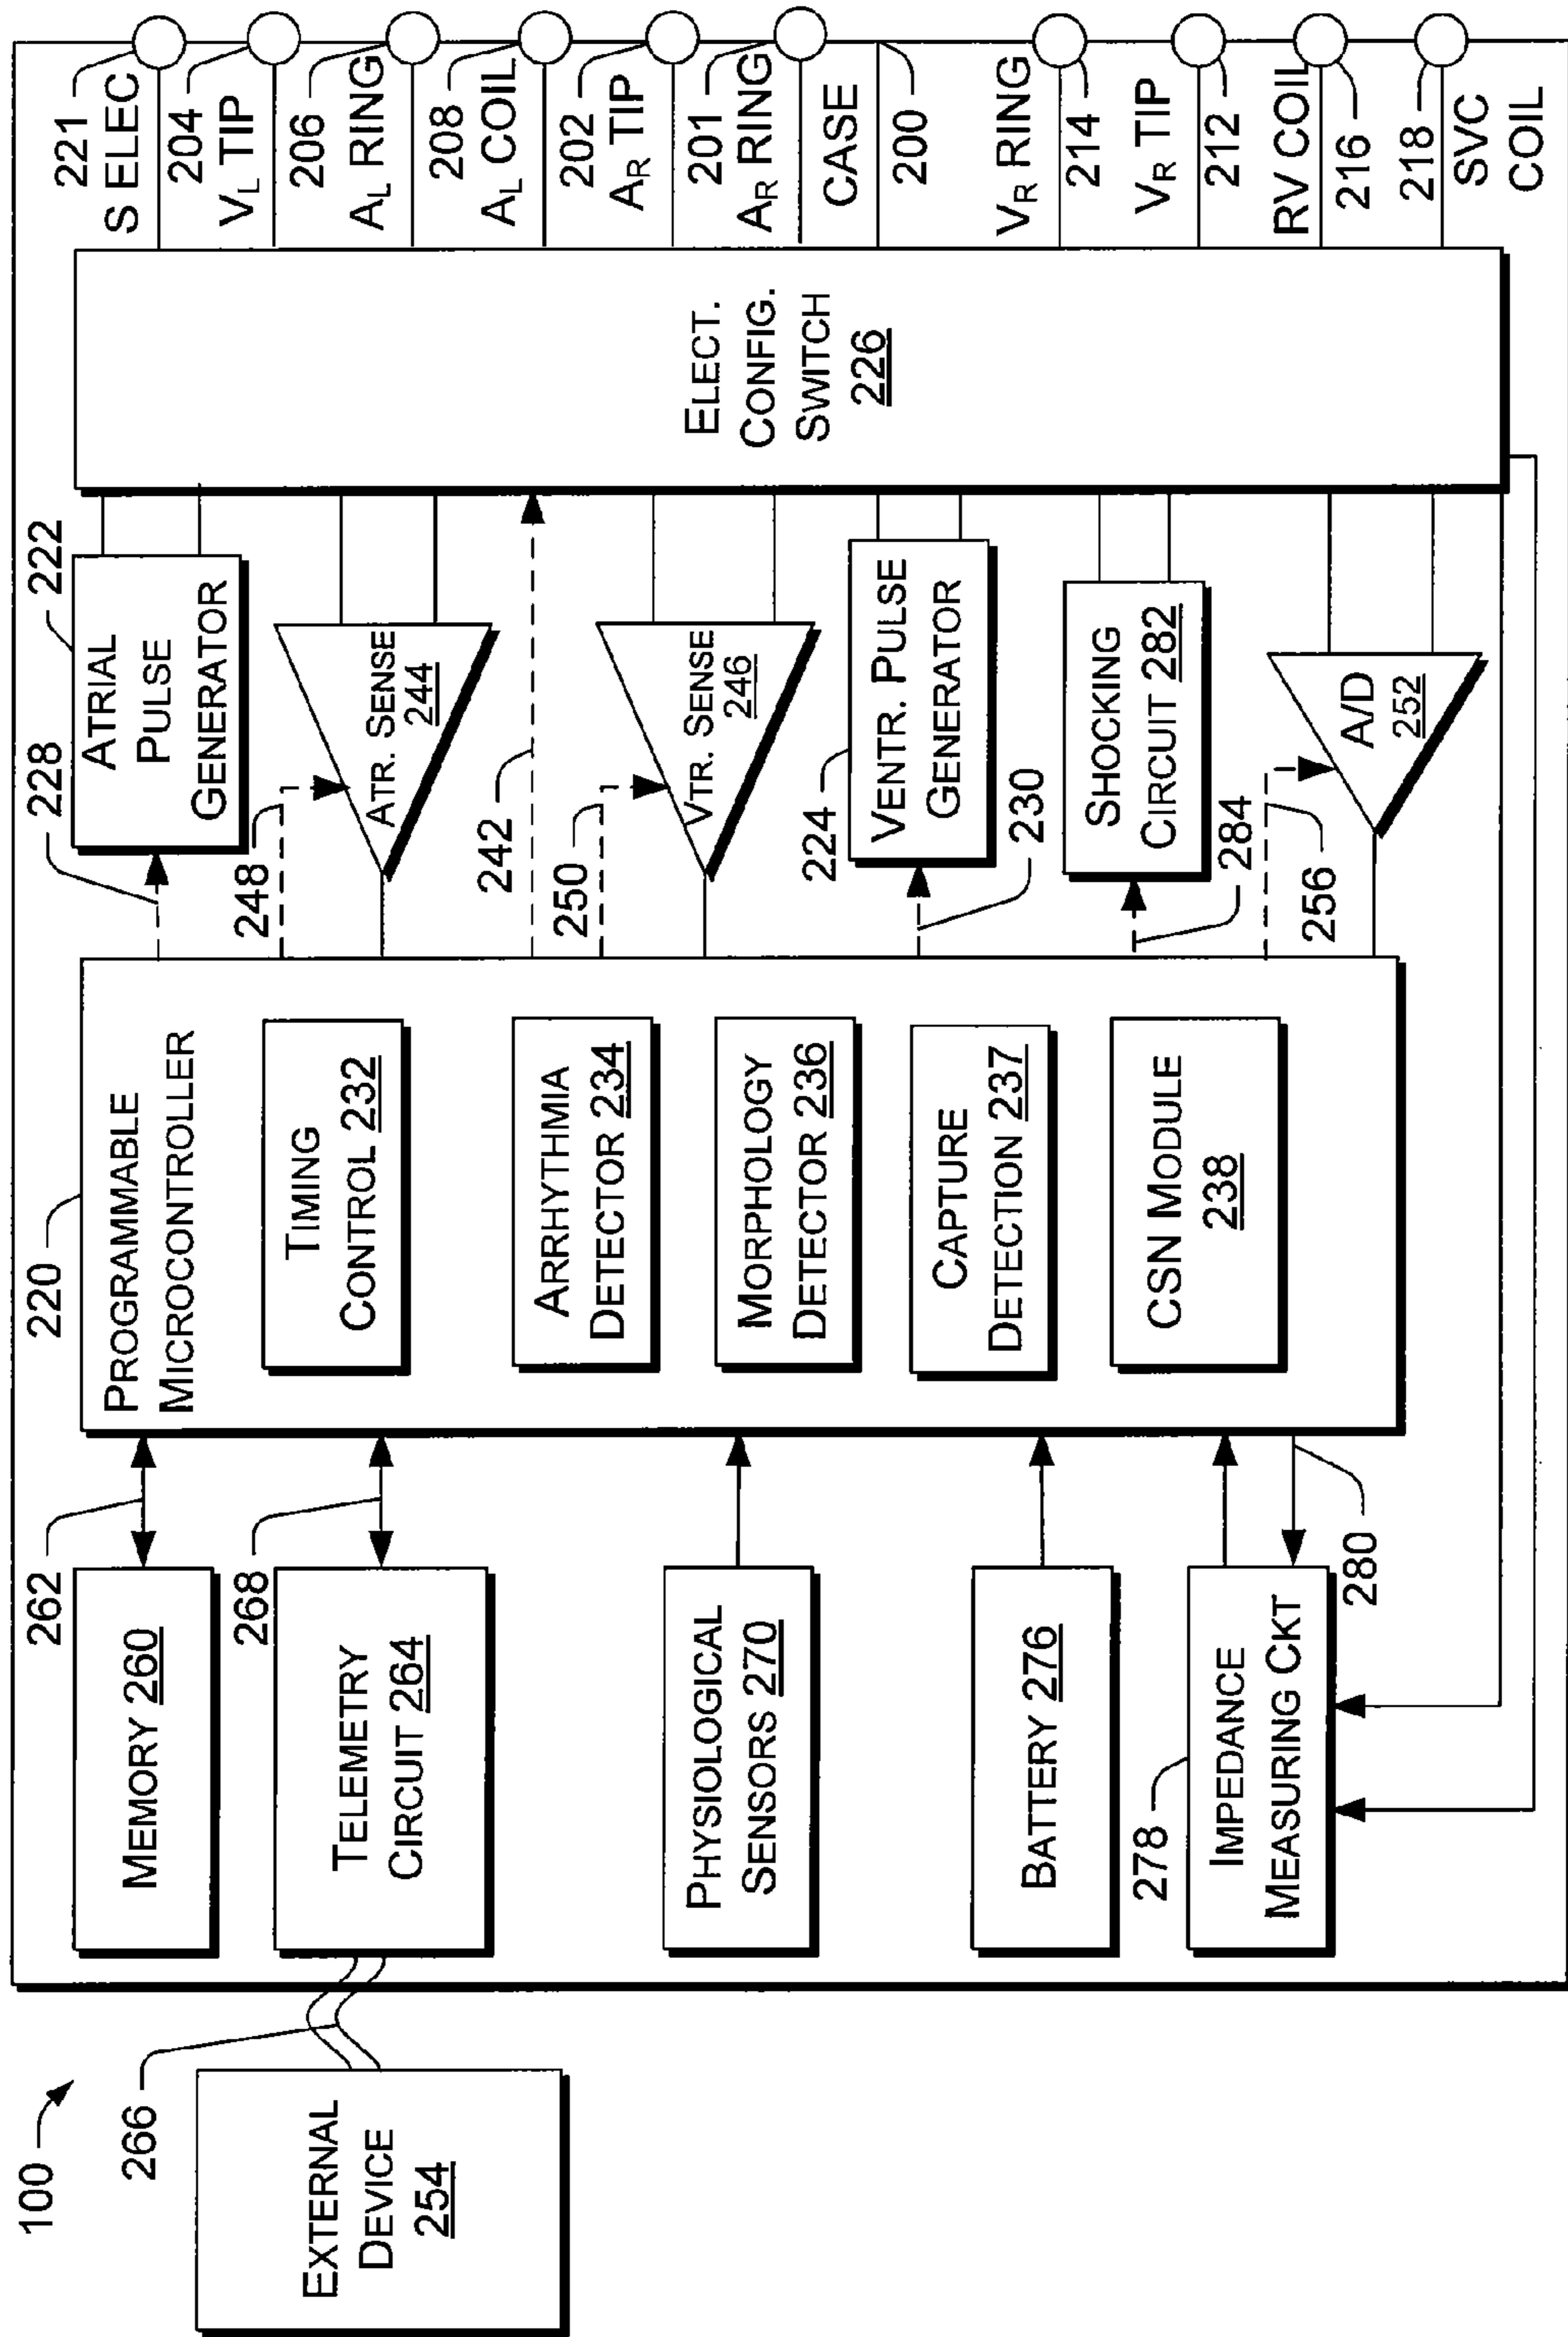 100
221
S ELEC
204
VL TIP
206
AL RING
208
AL COIL
202
AR TIP
201
AR RING
CASE
200
VR RING
214
VR TIP
212
RV COIL
216
218
SVC
COIL
ELECT.
CONFIG.
SWITCH
226
222
228
ATRIAL
PULSE
GENERATOR
248
ATR. SENSE
244
242
250
VTR. SENSE
246
224
VENTR. PULSE
GENERATOR
230
SHOCKING
CIRCUIT 282
284
256
A/D
252
220
PROGRAMMABLE
MICROCONTROLLER
TIMING
CONTROL 232
ARRHYTHMIA
DETECTOR 234
MORPHOLOGY
DETECTOR 236
CAPTURE
DETECTION 237
CSN MODULE
238
262
268
280
MEMORY 260
TELEMETRY
CIRCUIT 264
PHYSIOLOGICAL
SENSORS 270
BATTERY 276
278
IMPEDANCE
MEASURING CKT
266
EXTERNAL
DEVICE
254